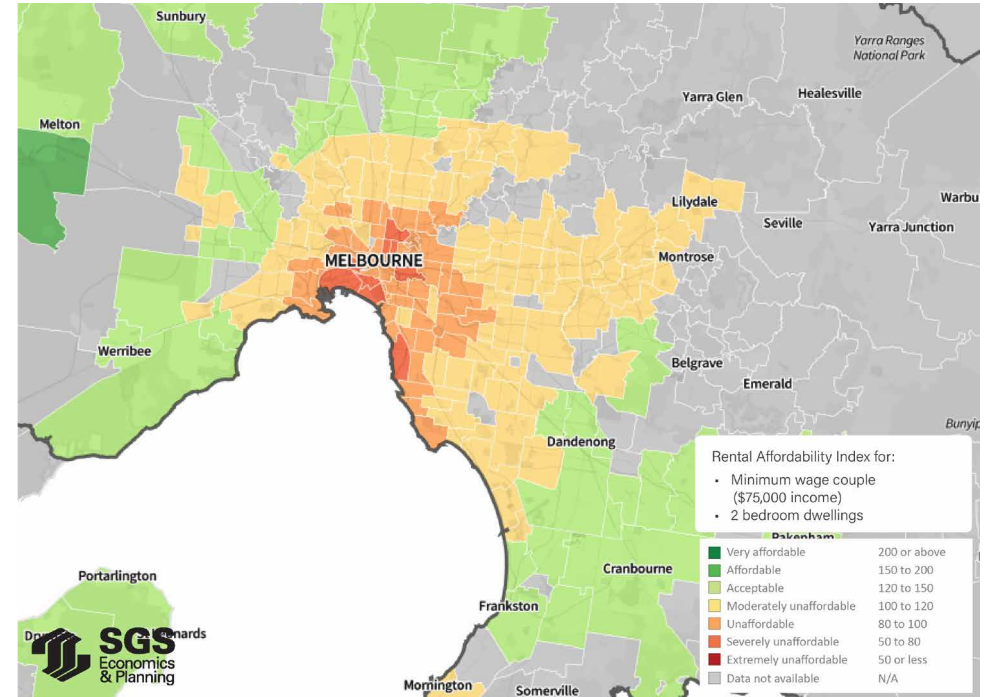 Sunbury
Yarra Ranges
National Park
Yarra Glen
Healesville
Melton
Lilydale
Warbu
Seville
Yarra Junction
MELBOURNE
Montrose
Werribee
Belgrave
Emerald
Bunyip
Dandenong
Rental Affordability Index for:
• Minimum wage couple
($75,000 income)
• 2 bedroom dwellings
Pakenham
Very affordable 200 or above
Affordable 150 to 200
Acceptable 120 to 150
Moderately unaffordable 100 to 120
Unaffordable 80 to 100
Severely unaffordable 50 to 80
Extremely unaffordable 50 or less
Data not available N/A
Portarlington
Cranbourne
Frankston
SGS
Economics
& Planning
Mornington
Somerville